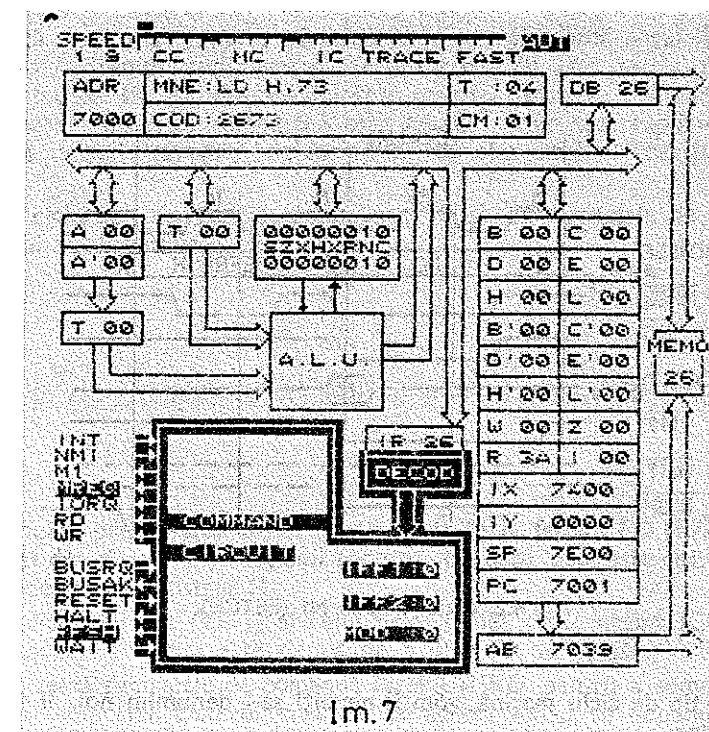 SPEED
1 S CC MC IC TRACE FAST
ADR MNE:LD H,73 T :04 DB 26
7000 COD:2673 CM:01
A 00 T 00 00000010 B 00 C 00
A'00 SZXHXPNC D 00 E 00
00000010 H 00 L 00
T 00 A.L.U. B'00 C'00
D'00 E'00 MEMO
H'00 L'00 26
IR 26 W 00 Z 00
DECOD R 3A I 00
INT IX 7400
NMI IY 0000
M1 SP 7E00
IORQ PC 7001
RD COMMAND
WR
BUSRQ
BUSAK
RESET
HALT
WAIT AB 7039
Im.7